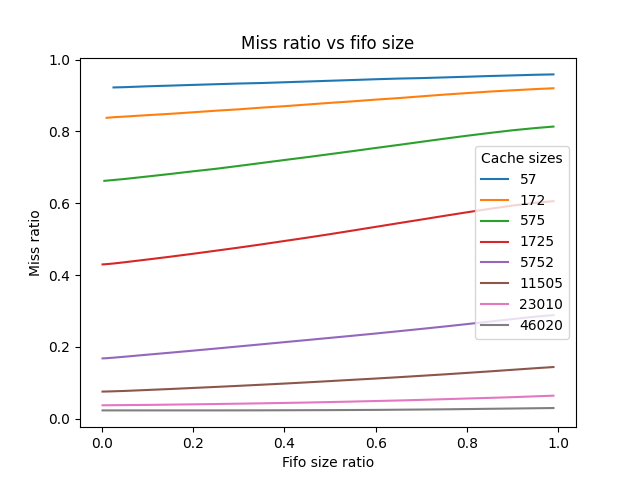 Miss ratio vs fifo size
1.0
0.8
0.6
0.4
0.2
0.0
Miss ratio
Cache sizes
57
172
575
1725
5752
11505
23010
46020
0.0 0.2 0.4 0.6 0.8 1.0
Fifo size ratio